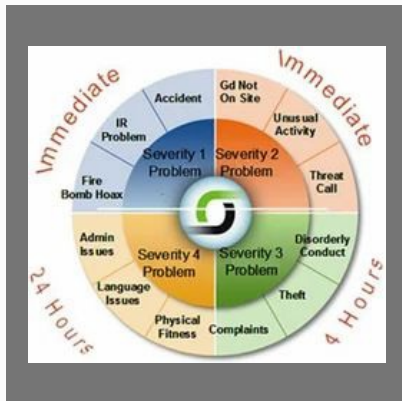 Immediate
Immediate
Accident
IR
Problem
Fire
Bomb Hoax
Severity 1
Problem
Gd Not
On Site
Unusual
Activity
Threat
Call
Severity 2
Problem
Admin
Issues
Language
Issues
Physical
Fitness
Severity 4
Problem
Disorderly
Conduct
Theft
Complaints
Severity 3
Problem
24 Hours
4 Hours